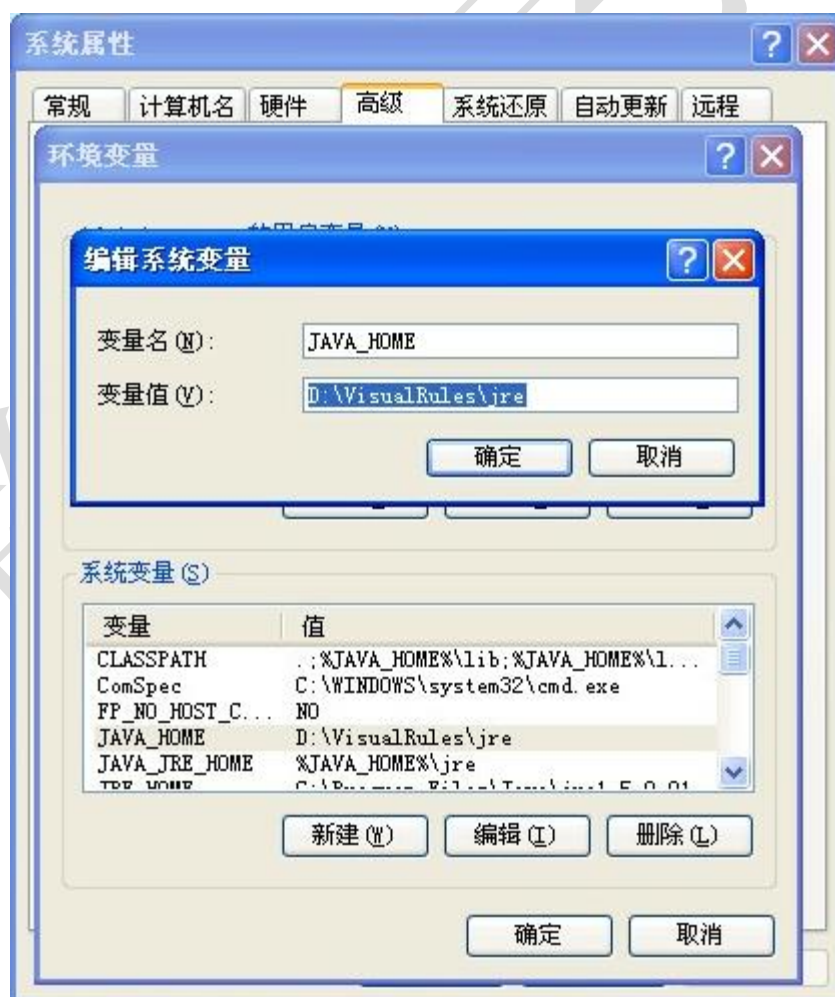 系统属性
常规 计算机名 硬件 高级 系统还原 自动更新 远程
环境变量
编辑系统变量
变量名(N): JAVA_HOME
变量值(V): D:\VisualRules\jre
确定 取消
系统变量(S)
变量 值
CLASSPATH .;%JAVA_HOME%\lib;%JAVA_HOME%\l...
ComSpec C:\WINDOWS\system32\cmd.exe
FP_NO_HOST_C... NO
JAVA_HOME D:\VisualRules\jre
JAVA_JRE_HOME %JAVA_HOME%\jre
新建(W) 编辑(I) 删除(L)
确定 取消